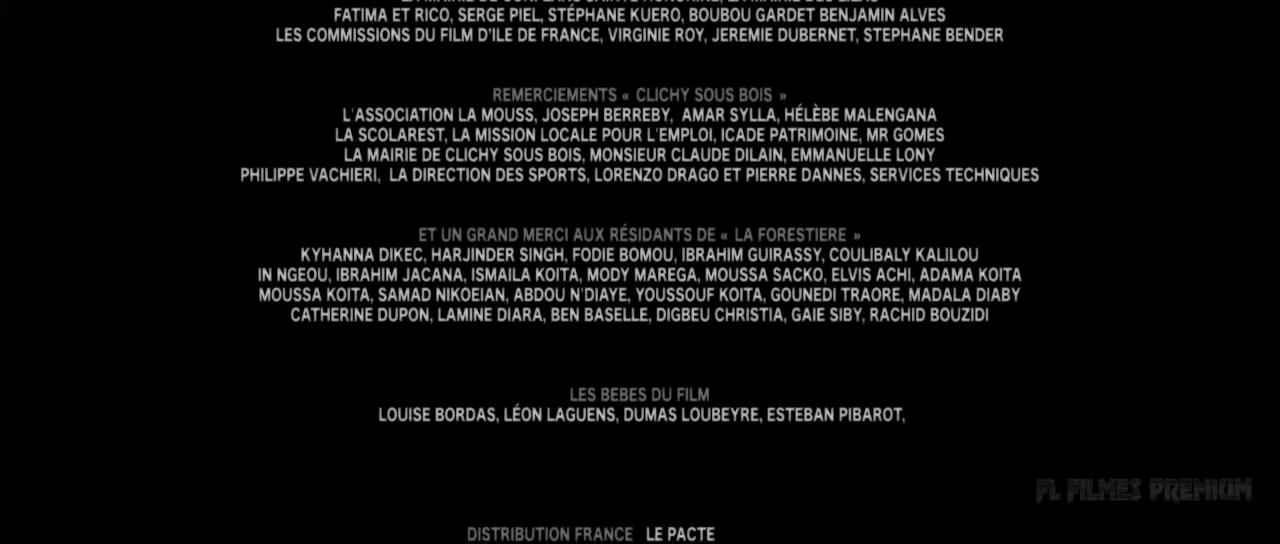 FATIMA ET RICO, SERGE PIEL, STÉPHANE KUERO, BOUBOU GARDET BENJAMIN ALVES
LES COMMISSIONS DU FILM D'ILE DE FRANCE, VIRGINIE ROY, JEREMIE DUBERNET, STEPHANE BENDER
REMERCIEMENTS « CLICHY SOUS BOIS »
L'ASSOCIATION LA MOUSS, JOSEPH BERREBY, AMAR SYLLA, HÉLÈBE MALENGANA
LA SCOLAREST, LA MISSION LOCALE POUR L'EMPLOI, ICADE PATRIMOINE, MR GOMES
LA MAIRIE DE CLICHY SOUS BOIS, MONSIEUR CLAUDE DILAIN, EMMANUELLE LONY
PHILIPPE VACHIERI, LA DIRECTION DES SPORTS, LORENZO DRAGO ET PIERRE DANNES, SERVICES TECHNIQUES
ET UN GRAND MERCI AUX RÉSIDANTS DE « LA FORESTIERE »
KYHANNA DIKEC, HARJINDER SINGH, FODIE BOMOU, IBRAHIM GUIRASSY, COULIBALY KALILOU
IN NGEOU, IBRAHIM JACANA, ISMAILA KOITA, MODY MAREGA, MOUSSA SACKO, ELVIS ACHI, ADAMA KOITA
MOUSSA KOITA, SAMAD NIKOEIAN, ABDOU N'DIAYE, YOUSSOUF KOITA, GOUNEDI TRAORE, MADALA DIABY
CATHERINE DUPON, LAMINE DIARA, BEN BASELLE, DIGBEU CHRISTIA, GAIE SIBY, RACHID BOUZIDI
LES BEBES DU FILM
LOUISE BORDAS, LÉON LAGUENS, DUMAS LOUBEYRE, ESTEBAN PIBAROT,
FL FILMES PREMIUM
DISTRIBUTION FRANCE LE PACTE